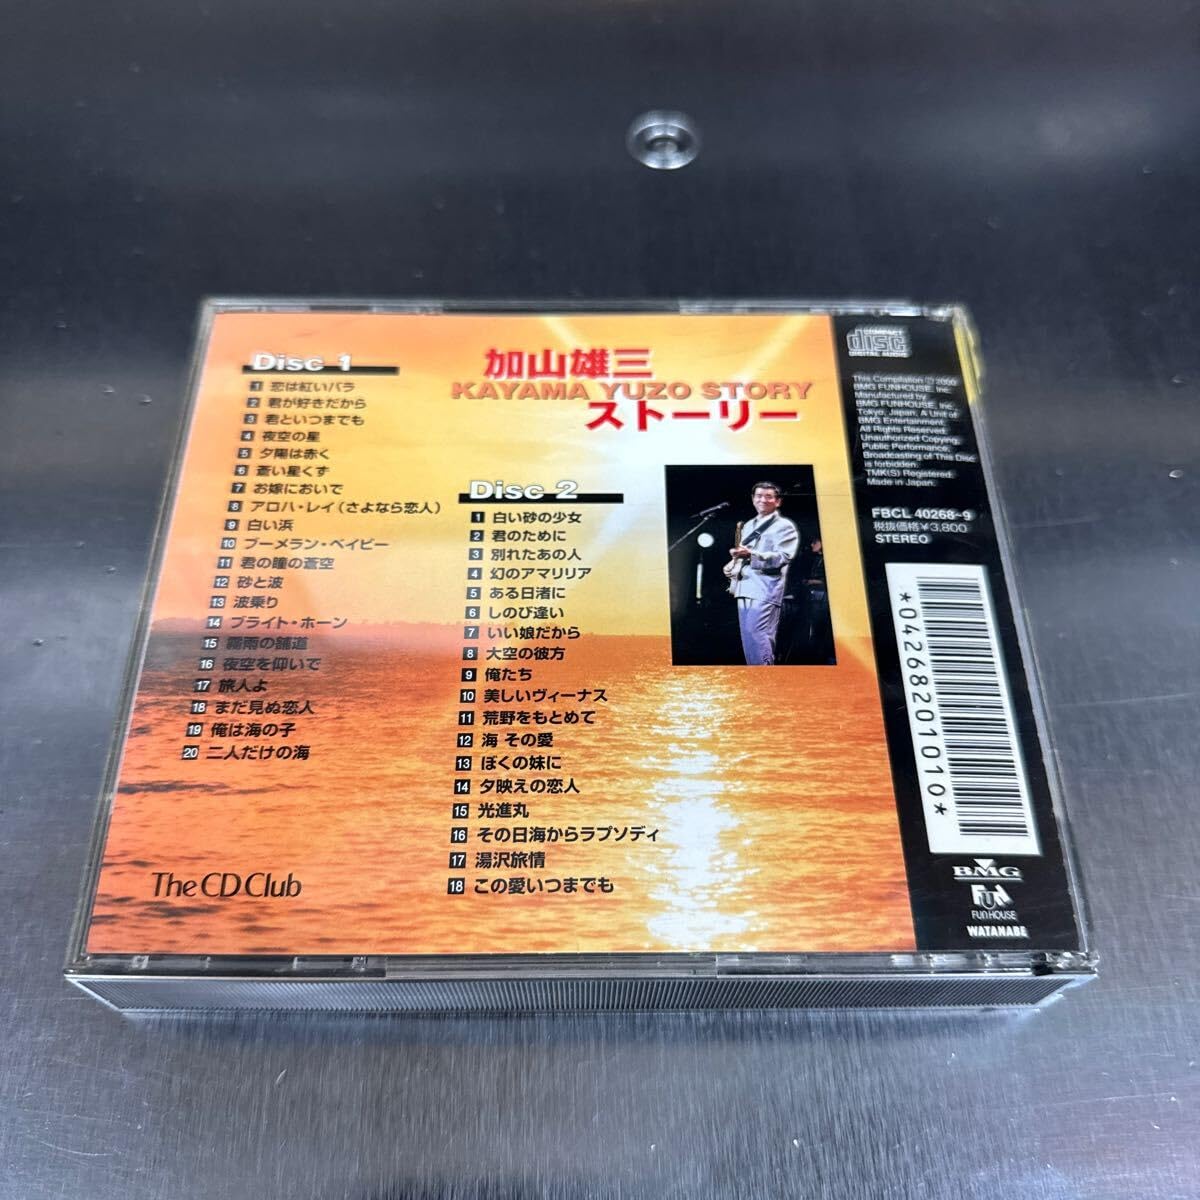 Disc 1
1 恋は紅いバラ
2 君が好きだから
3 君といつまでも
4 夜空の星
5 夕陽は赤く
6 蒼い星くず
7 お嫁においで
8 アロハ・レイ(さよなら恋人)
9 白い浜
10 ブーメラン・ベイビー
11 君の瞳の蒼空
12 砂と波
13 波乗り
14 ブライト・ホーン
15 霧雨の舗道
16 夜空を仰いで
17 旅人よ
18 まだ見ぬ恋人
19 俺は海の子
20 二人だけの海
The CD Club
加山雄三
KAYAMA YUZO STORY
ストーリー
Disc 2
1 白い砂の少女
2 君のために
3 別れたあの人
4 幻のアマリリア
5 ある日渚に
6 しのび逢い
7 いい娘だから
8 大空の彼方
9 俺たち
10 美しいヴィーナス
11 荒野をもとめて
12 海 その愛
13 ぼくの妹に
14 夕映えの恋人
15 光進丸
16 その日海からラプソディ
17 湯沢旅情
18 この愛いつまでも
COMPACT
disc
DIGITAL AUDIO
This Compilation ℗ 2000
BMG FUNHOUSE, Inc.
Manufactured by
BMG FUNHOUSE, Inc.
Tokyo, Japan. A Unit of
BMG Entertainment.
All Rights Reserved.
Unauthorized Copying,
Public Performance,
Broadcasting of This Disc
is forbidden.
TMK(S) Registered.
Made in Japan.
FBCL 40268~9
税抜価格¥3,800
STEREO
*0426820101 0*
BMG
FUN
FUN HOUSE
WATANABE